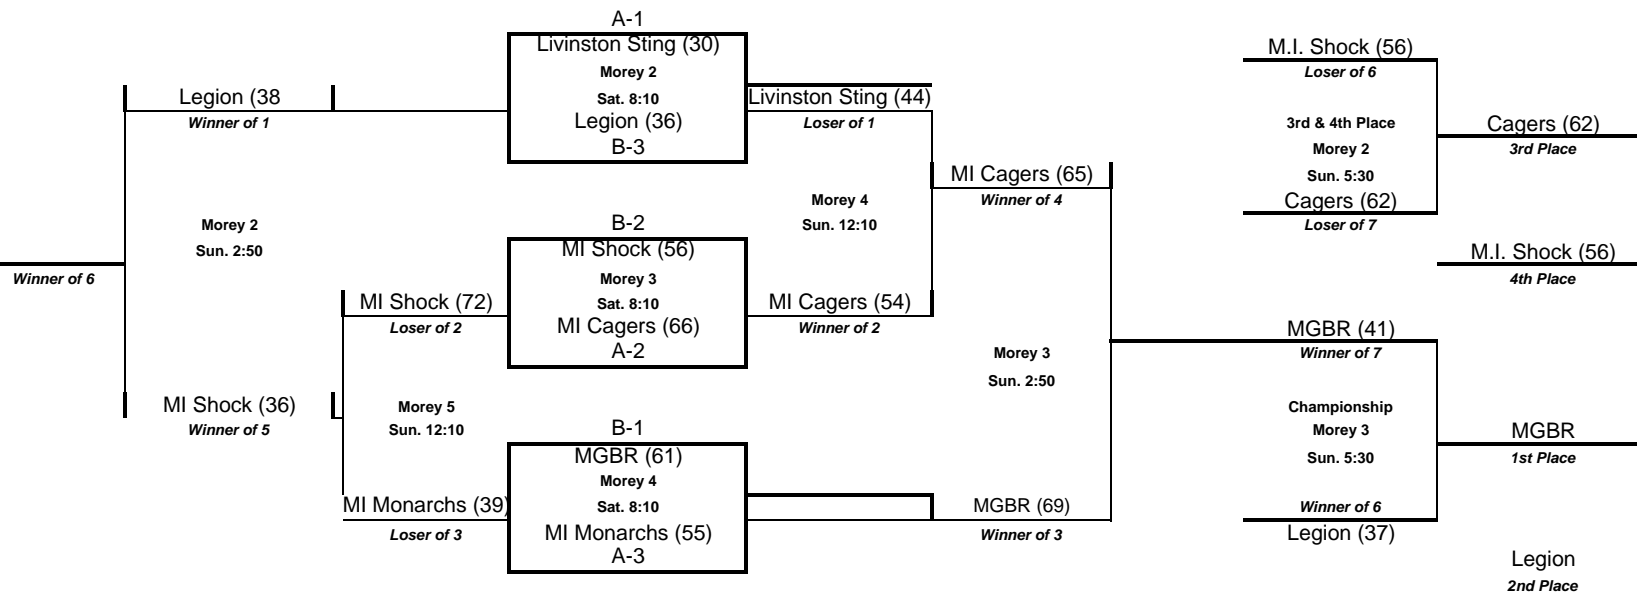 A-1
Livinston Sting (30)
Morey 2
Sat. 8:10
Legion (36)
B-3
Legion (38
Winner of 1
Livinston Sting (44)
Loser of 1
M.I. Shock (56)
Loser of 6
3rd & 4th Place
Morey 2
Sun. 5:30
Cagers (62)
Loser of 7
Cagers (62)
3rd Place
MI Cagers (65)
Winner of 4
Morey 4
Sun. 12:10
Morey 2
Sun. 2:50
Winner of 6
B-2
MI Shock (56)
Morey 3
Sat. 8:10
MI Cagers (66)
A-2
M.I. Shock (56)
4th Place
MI Shock (72)
Loser of 2
MI Cagers (54)
Winner of 2
MGBR (41)
Winner of 7
Morey 3
Sun. 2:50
MI Shock (36)
Winner of 5
Morey 5
Sun. 12:10
Championship
Morey 3
Sun. 5:30
B-1
MGBR (61)
Morey 4
Sat. 8:10
MI Monarchs (55)
A-3
MGBR
1st Place
MI Monarchs (39)
Loser of 3
MGBR (69)
Winner of 3
Winner of 6
Legion (37)
Legion
2nd Place